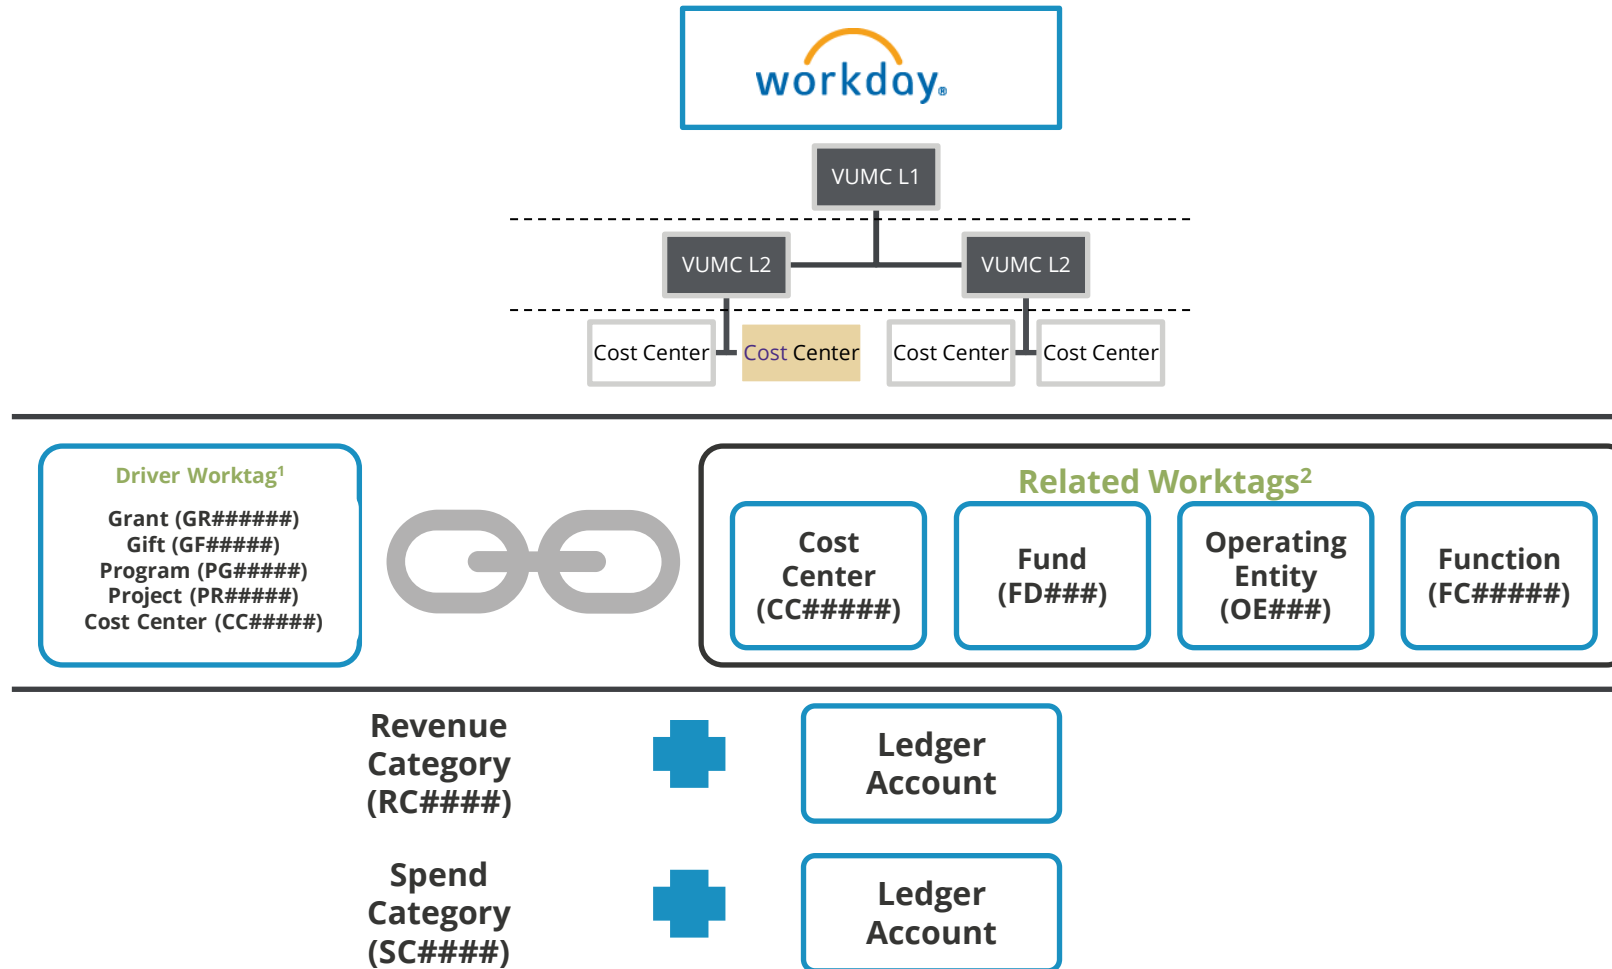 workday®
VUMC L1
VUMC L2
VUMC L2
Cost Center
Cost Center
Cost Center
Cost Center
Driver Worktag¹
Grant (GR######)
Gift (GF#####)
Program (PG#####)
Project (PR#####)
Cost Center (CC#####)
Related Worktags²
Cost
Center
(CC#####)
Fund
(FD###)
Operating
Entity
(OE###)
Function
(FC#####)
Revenue
Category
(RC####)
Ledger
Account
Spend
Category
(SC####)
Ledger
Account